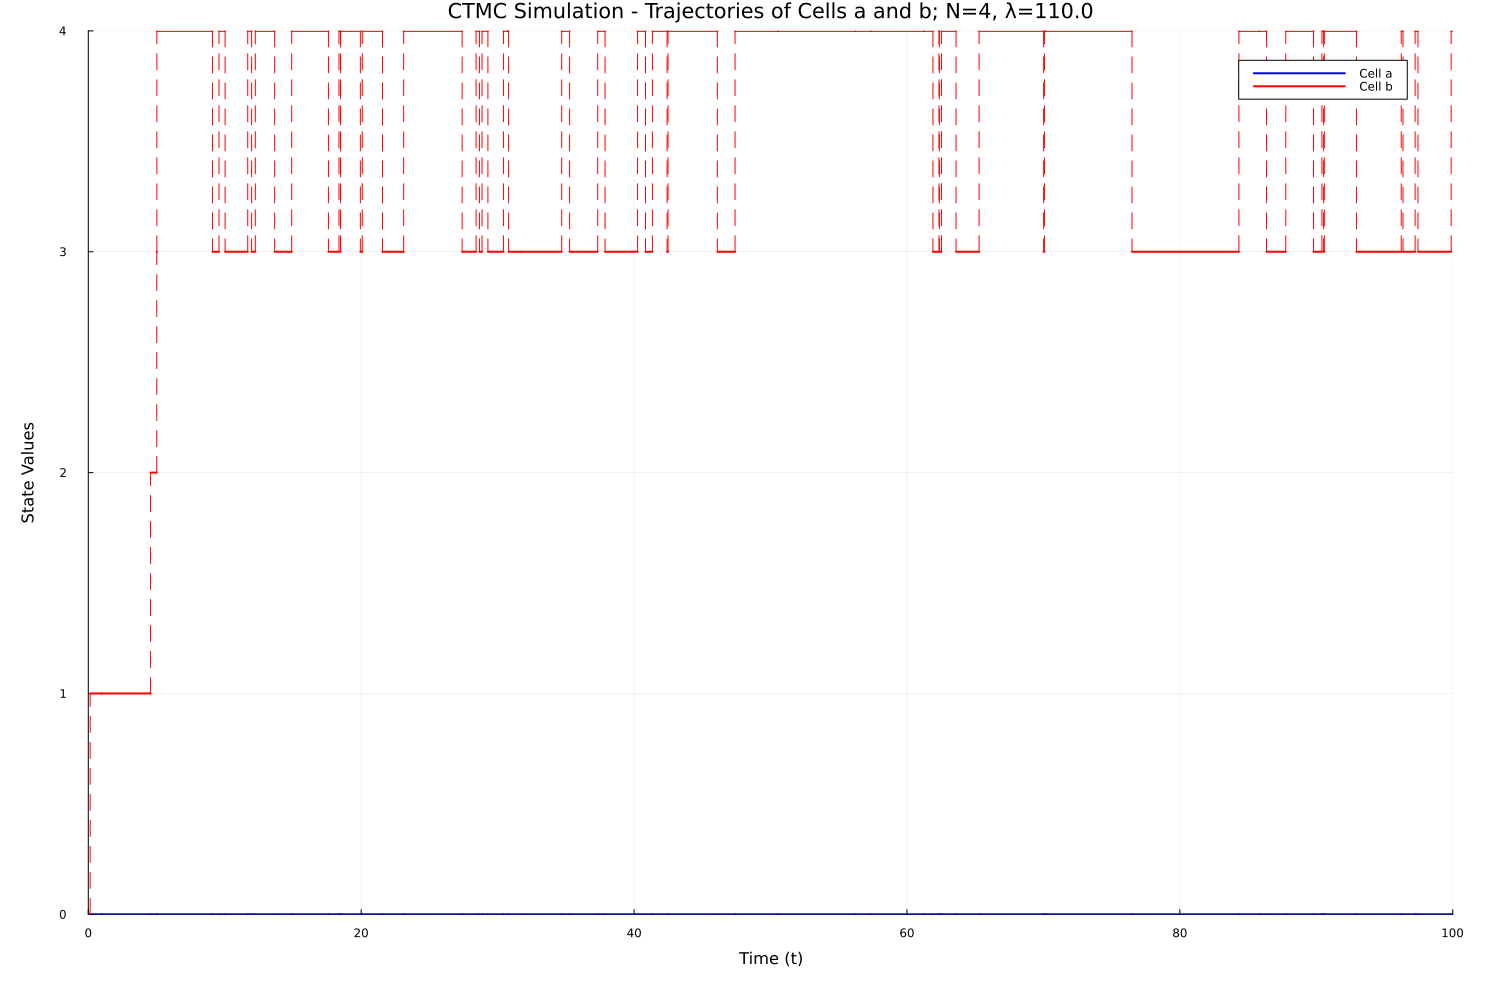 CTMC Simulation - Trajectories of Cells a and b; N=4, λ=110.0
4
Cell a
Cell b
3
State Values
2
1
0
0 20 40 60 80 100
Time (t)